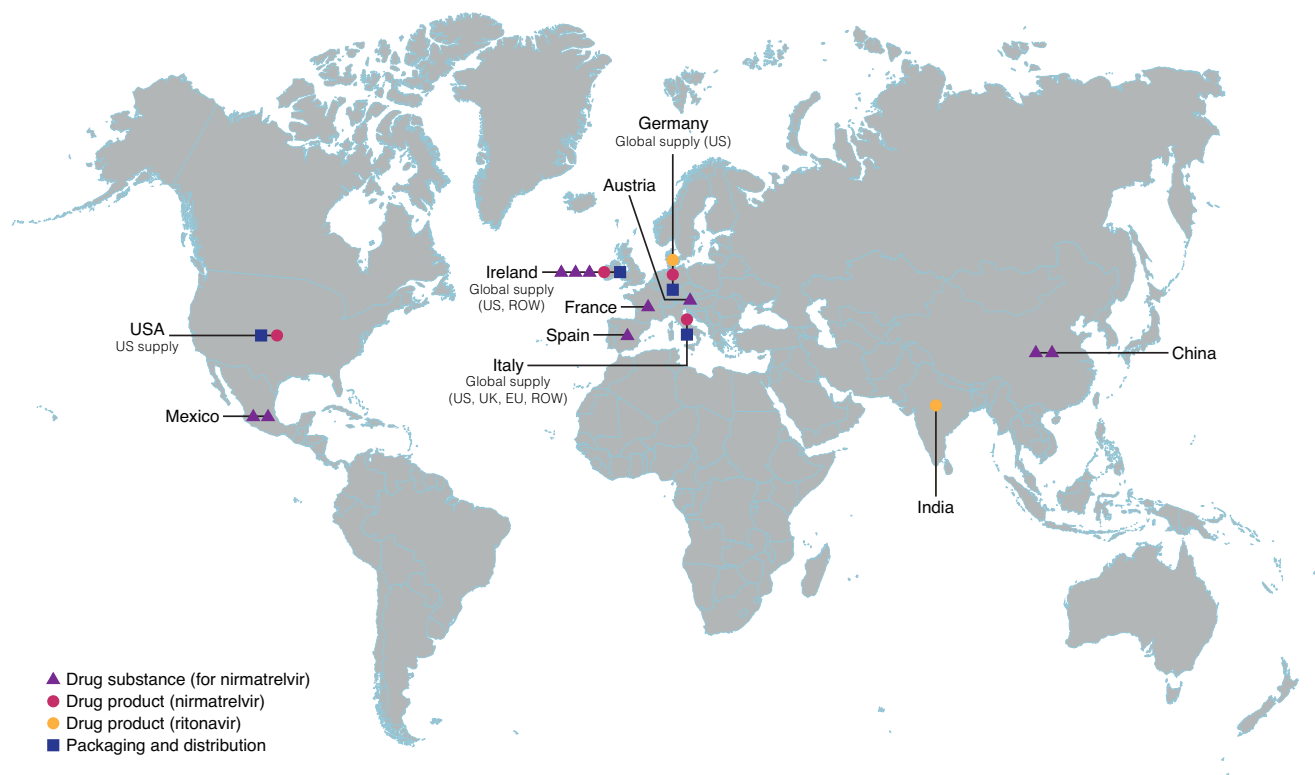 Germany
Global supply (US)
Austria
Ireland
Global supply
(US, ROW)
France
USA
US supply
Spain
China
Italy
Global supply
(US, UK, EU, ROW)
Mexico
India
Drug substance (for nirmatrelvir)
Drug product (nirmatrelvir)
Drug product (ritonavir)
Packaging and distribution